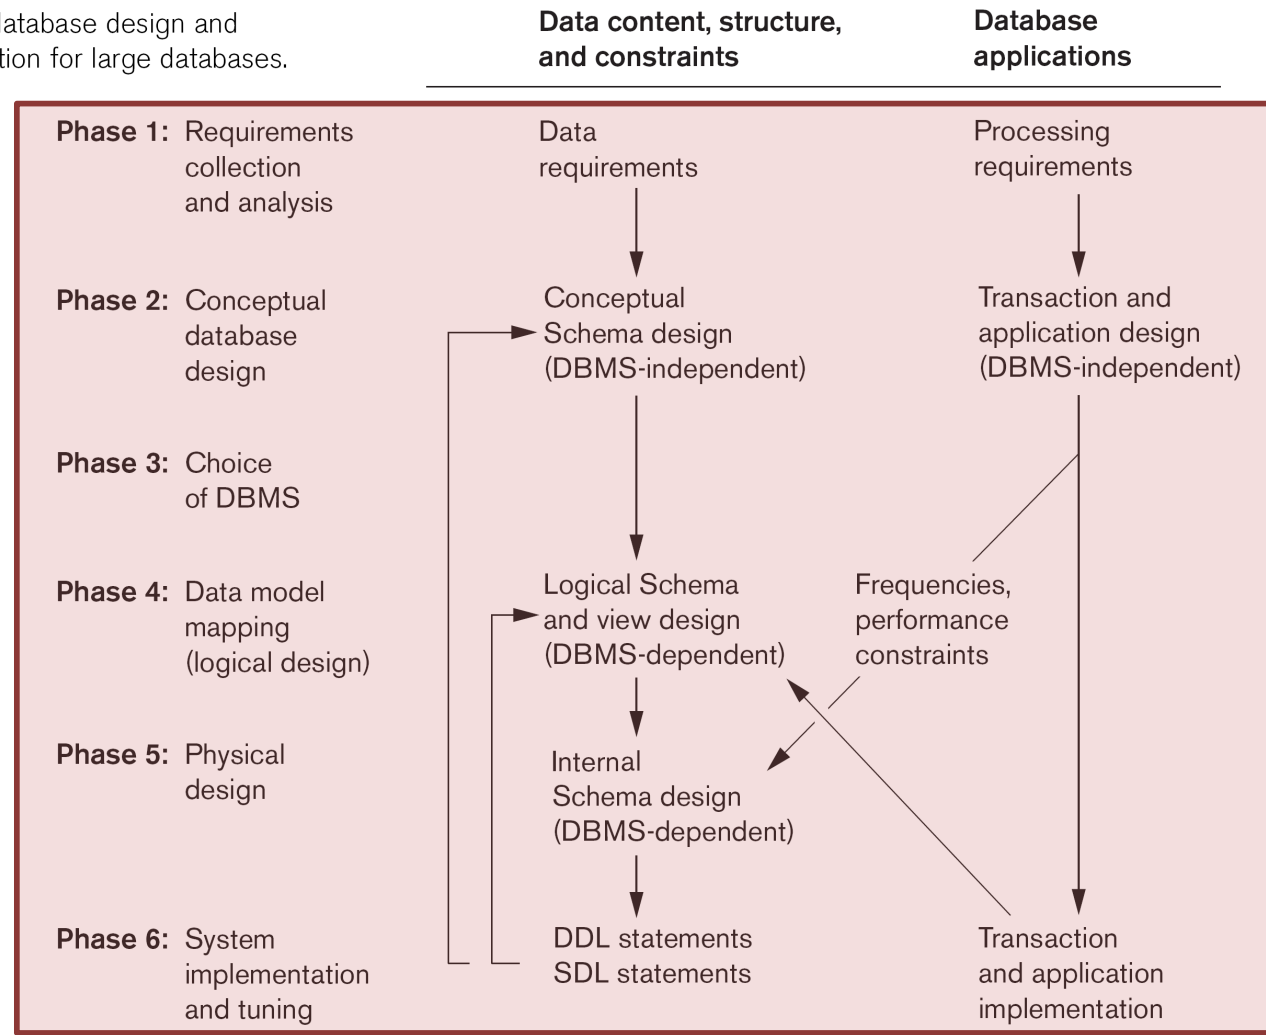 database design and
tion for large databases.
Data content, structure,
and constraints
Database
applications
Phase 1: Requirements
collection
and analysis
Data
requirements
Processing
requirements
Phase 2: Conceptual
database
design
Conceptual
Schema design
(DBMS-independent)
Transaction and
application design
(DBMS-independent)
Phase 3: Choice
of DBMS
Phase 4: Data model
mapping
(logical design)
Logical Schema
and view design
(DBMS-dependent)
Frequencies,
performance
constraints
Phase 5: Physical
design
Internal
Schema design
(DBMS-dependent)
Phase 6: System
implementation
and tuning
DDL statements
SDL statements
Transaction
and application
implementation